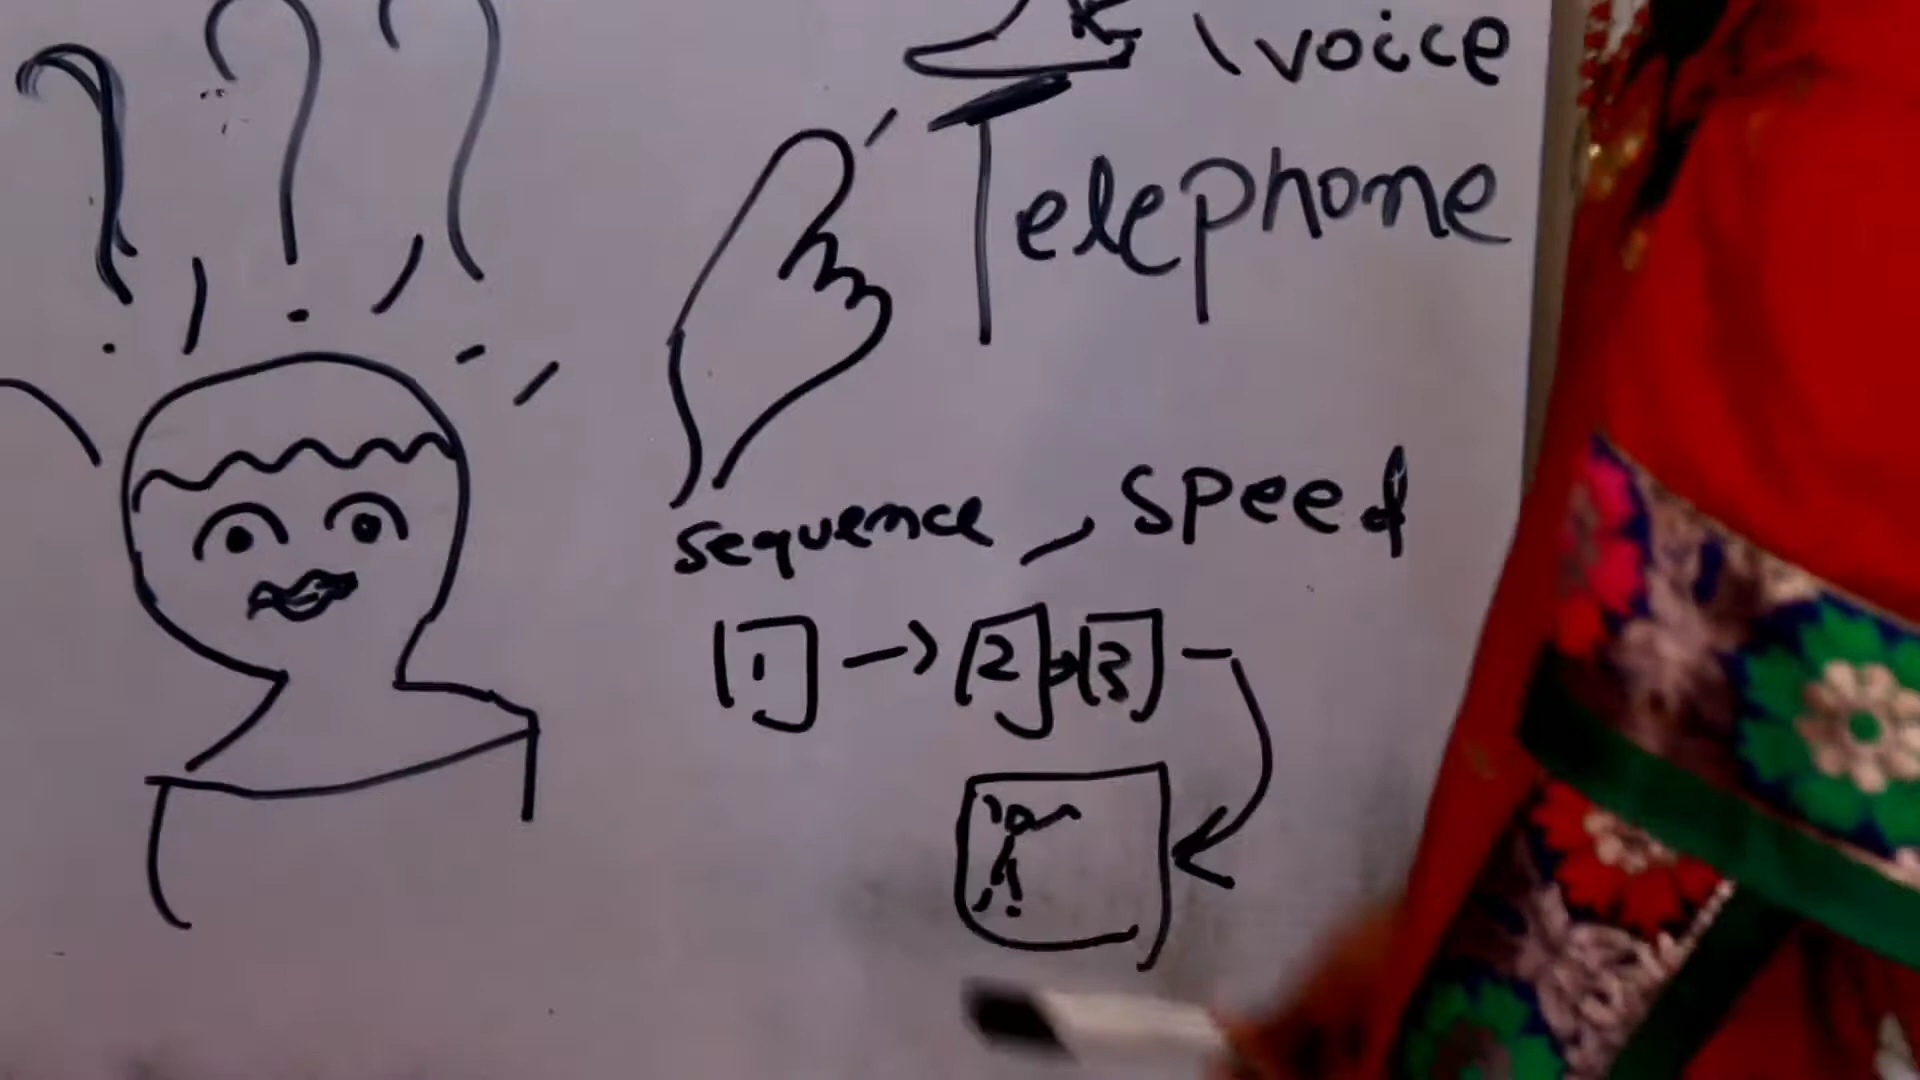 voice
Telephone
sequence, speed
1 → 2 → 3